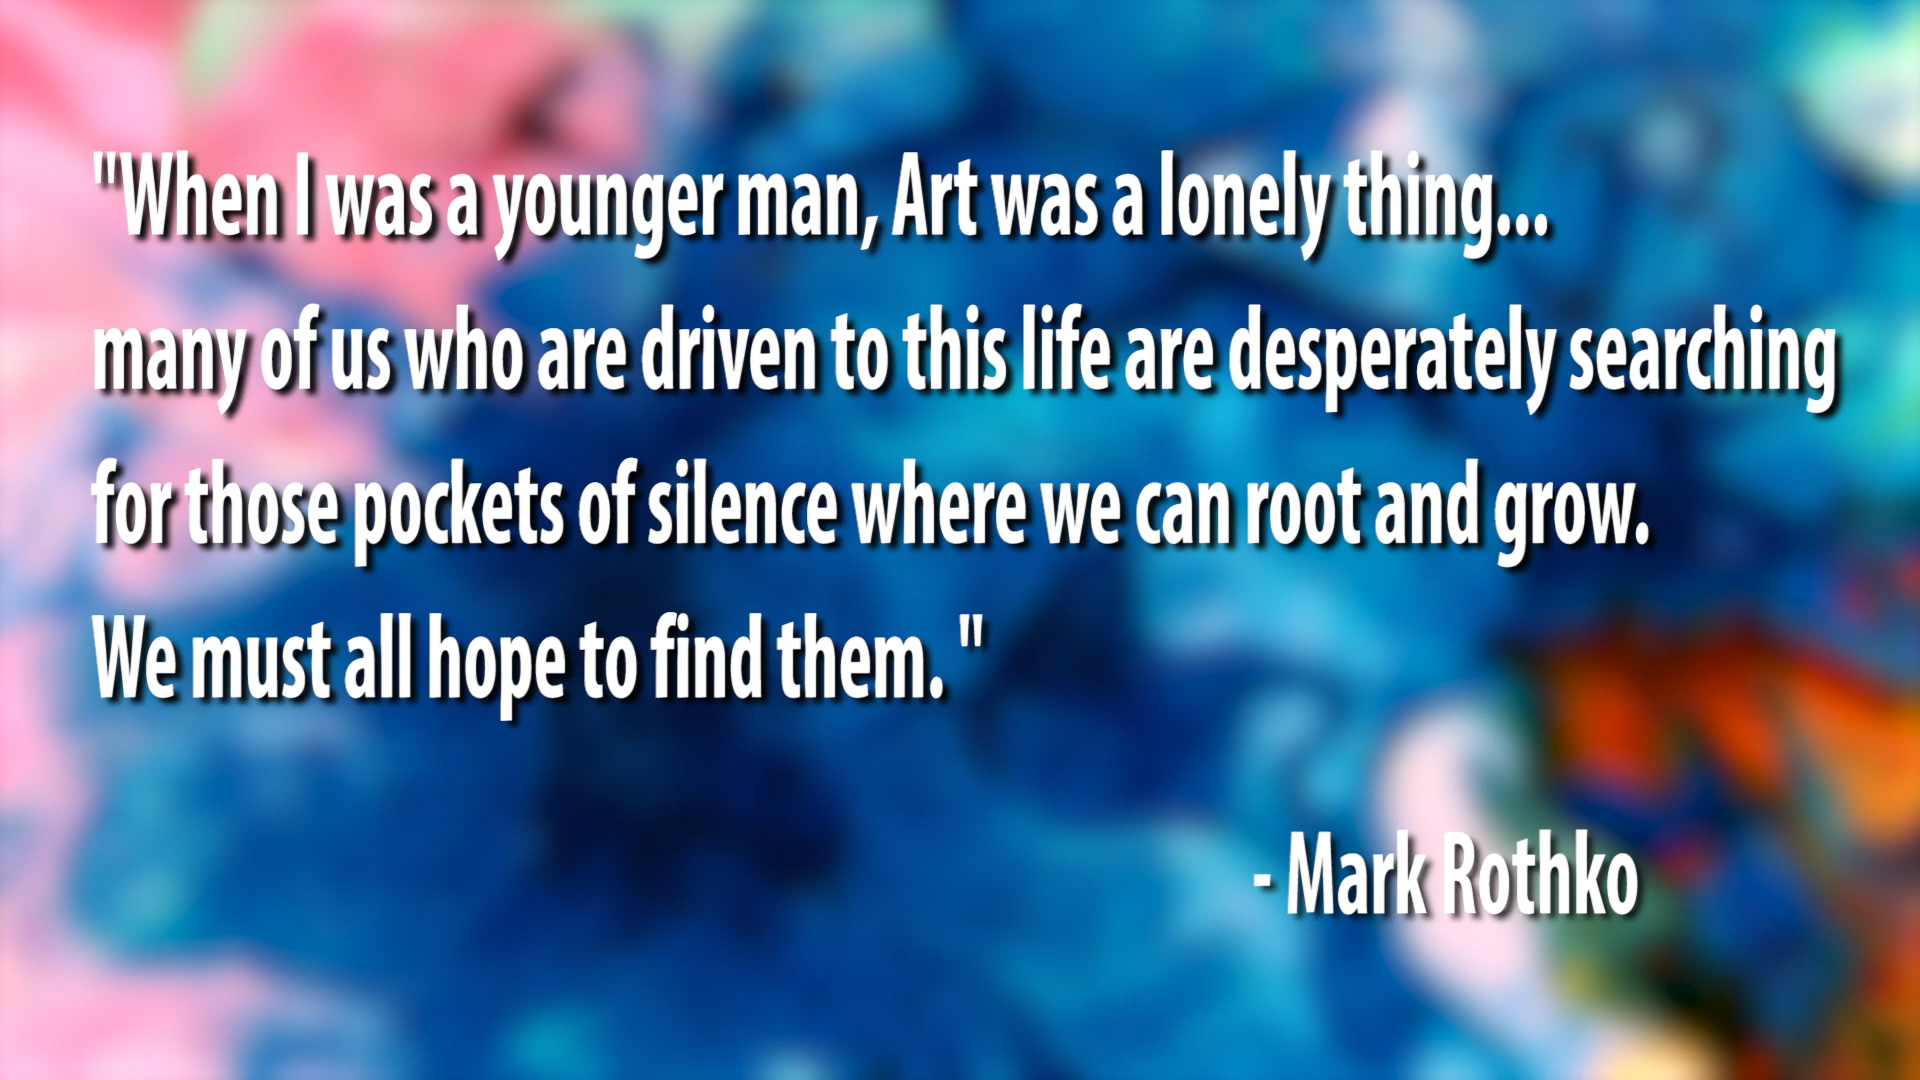 "When I was a younger man, Art was a lonely thing...
many of us who are driven to this life are desperately searching
for those pockets of silence where we can root and grow.
We must all hope to find them. "
- Mark Rothko